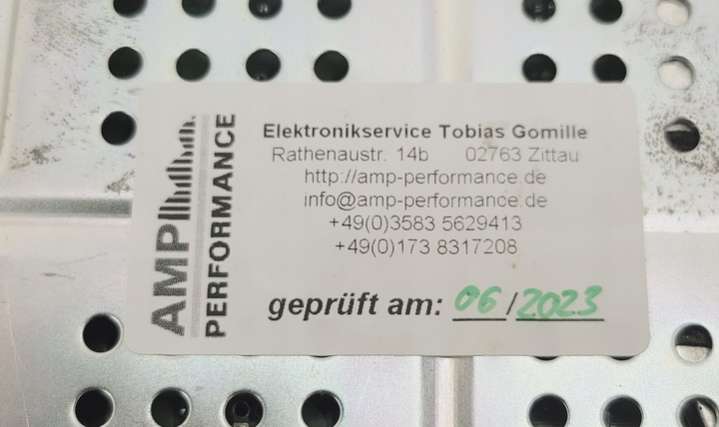 AMP
PERFORMANCE
Elektronikservice Tobias Gomille
Rathenaustr. 14b 02763 Zittau
http://amp-performance.de
info@amp-performance.de
+49(0)3583 5629413
+49(0)173 8317208
geprüft am: 06/2023